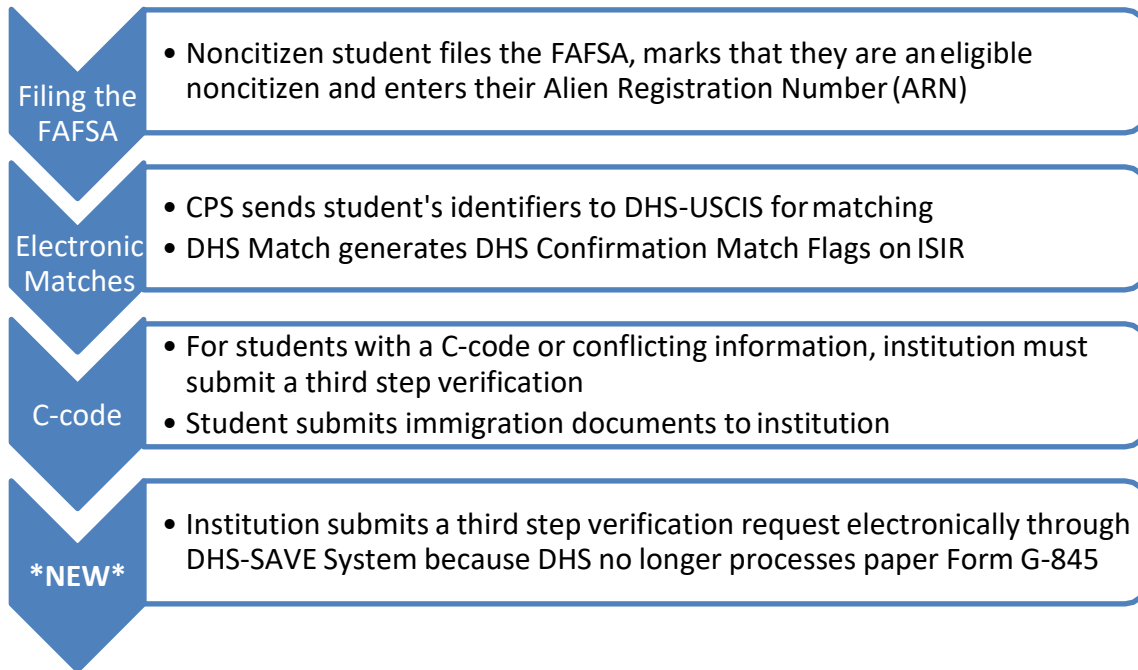 Filing the
FAFSA
• Noncitizen student files the FAFSA, marks that they are an eligible
noncitizen and enters their Alien Registration Number (ARN)
Electronic
Matches
• CPS sends student's identifiers to DHS-USCIS for matching
• DHS Match generates DHS Confirmation Match Flags on ISIR
C-code
• For students with a C-code or conflicting information, institution must
submit a third step verification
• Student submits immigration documents to institution
*NEW*
• Institution submits a third step verification request electronically through
DHS-SAVE System because DHS no longer processes paper Form G-845